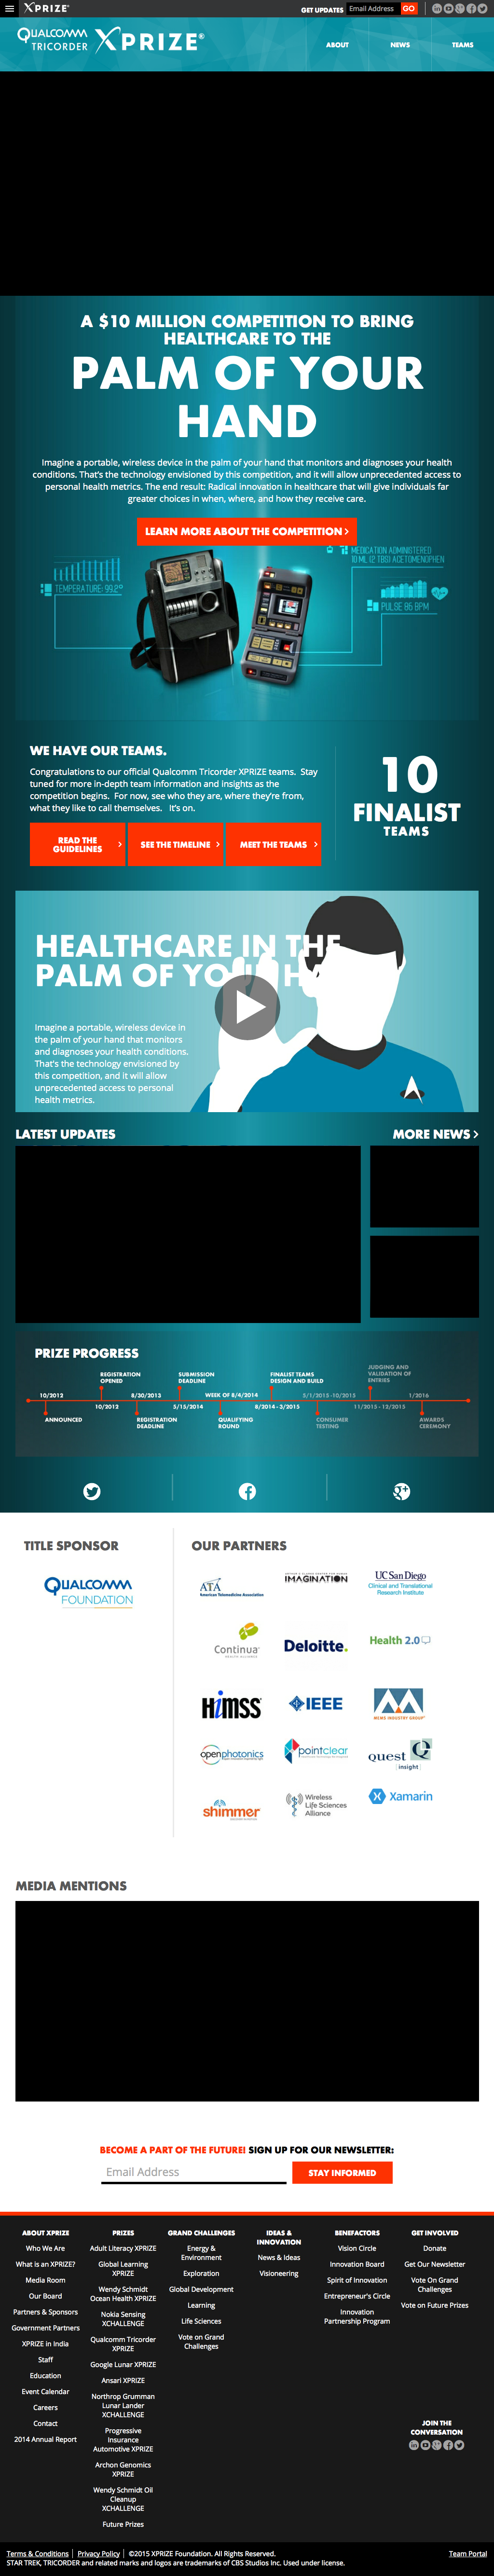 XPRIZE
GET UPDATES
Email Address
GO
QUALCOMM
TRICORDER
XPRIZE®
ABOUT
NEWS
TEAMS
A $10 MILLION COMPETITION TO BRING
HEALTHCARE TO THE
PALM OF YOUR
HAND
Imagine a portable, wireless device in the palm of your hand that monitors and diagnoses your health
conditions. That's the technology envisioned by this competition, and it will allow unprecedented access to
personal health metrics. The end result: Radical innovation in healthcare that will give individuals far
greater choices in when, where, and how they receive care.
LEARN MORE ABOUT THE COMPETITION >
MEDICATION ADMINISTERED
10 ML (2 TBS) ACETOMENOPHEN
TEMPERATURE: 99.2°
PULSE 86 BPM
WE HAVE OUR TEAMS.
Congratulations to our official Qualcomm Tricorder XPRIZE teams. Stay
tuned for more in-depth team information and insights as the
competition begins. For now, see who they are, where they're from,
what they like to call themselves. It's on.
READ THE
GUIDELINES >
SEE THE TIMELINE >
MEET THE TEAMS >
10
FINALIST
TEAMS
HEALTHCARE IN THE
PALM OF YOUR HA
Imagine a portable, wireless device in
the palm of your hand that monitors
and diagnoses your health conditions.
That's the technology envisioned by
this competition, and it will allow
unprecedented access to personal
health metrics.
LATEST UPDATES
MORE NEWS >
PRIZE PROGRESS
10/2012
ANNOUNCED
REGISTRATION
OPENED
10/2012
8/30/2013
REGISTRATION
DEADLINE
SUBMISSION
DEADLINE
5/15/2014
WEEK OF 8/4/2014
QUALIFYING
ROUND
FINALIST TEAMS
DESIGN AND BUILD
8/2014 - 3/2015
5/1/2015 -10/2015
CONSUMER
TESTING
JUDGING AND
VALIDATION OF
ENTRIES
11/2015 - 12/2015
1/2016
AWARDS
CEREMONY
TITLE SPONSOR
QUALCOMM
FOUNDATION
OUR PARTNERS
ATA
American Telemedicine Association
IMAGINATION
UC San Diego
Clinical and Translational
Research Institute
Continua
HEALTH ALLIANCE
Deloitte.
Health 2.0
HIMSS
IEEE
MEMS INDUSTRY GROUP
openphotonics
pointclear
quest
insight
shimmer
Wireless
Life Sciences
Alliance
Xamarin
MEDIA MENTIONS
BECOME A PART OF THE FUTURE! SIGN UP FOR OUR NEWSLETTER:
Email Address
STAY INFORMED
ABOUT XPRIZE
Who We Are
What is an XPRIZE?
Media Room
Our Board
Partners & Sponsors
Government Partners
XPRIZE in India
Staff
Education
Event Calendar
Careers
Contact
2014 Annual Report
PRIZES
Adult Literacy XPRIZE
Global Learning
XPRIZE
Wendy Schmidt
Ocean Health XPRIZE
Nokia Sensing
XCHALLENGE
Qualcomm Tricorder
XPRIZE
Google Lunar XPRIZE
Ansari XPRIZE
Northrop Grumman
Lunar Lander
XCHALLENGE
Progressive
Insurance
Automotive XPRIZE
Archon Genomics
XPRIZE
Wendy Schmidt Oil
Cleanup
XCHALLENGE
Future Prizes
GRAND CHALLENGES
Energy &
Environment
Exploration
Global Development
Learning
Life Sciences
Vote on Grand
Challenges
IDEAS &
INNOVATION
News & Ideas
Visioneering
BENEFACTORS
Vision Circle
Innovation Board
Spirit of Innovation
Entrepreneur's Circle
Innovation
Partnership Program
GET INVOLVED
Donate
Get Our Newsletter
Vote On Grand
Challenges
Vote on Future Prizes
JOIN THE
CONVERSATION
Terms & Conditions | Privacy Policy | ©2015 XPRIZE Foundation. All Rights Reserved.
Team Portal
STAR TREK, TRICORDER and related marks and logos are trademarks of CBS Studios Inc. Used under license.